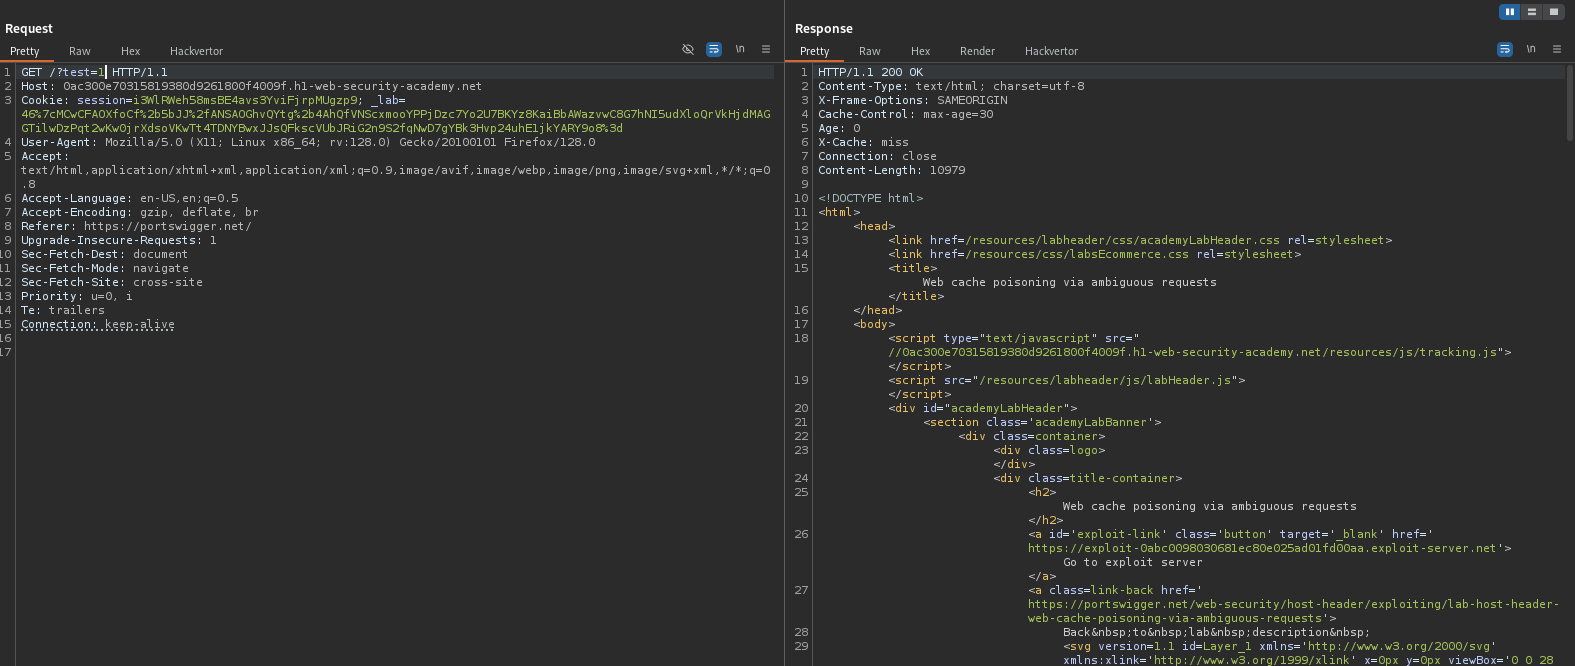 Request
Pretty Raw Hex Hackvertor \n
1 GET /?test=1 HTTP/1.1
2 Host: 0ac300e70315819380d9261800f4009f.h1-web-security-academy.net
3 Cookie: session=i3WlRWeh58msBE4avs3YviFjrpMUgzp9; _lab=
46%7cMCwCFAOXfoCf%2b5bJJ%2fANSAOGhvQYtg%2b4AhQfVNScxmooYPPjDzc7Yo2U7BKYz8KaiBbAWazvwC8G7hNI5udXloQrVkHjdMAG
GTilwDzPqt2wKwOjrXdsoVKwTt4TDNYBwxJJsQFkscVUbJRiG2n9S2fqNwD7gYBk3Hvp24uhE1jkYARY9o8%3d
4 User-Agent: Mozilla/5.0 (X11; Linux x86_64; rv:128.0) Gecko/20100101 Firefox/128.0
5 Accept:
text/html,application/xhtml+xml,application/xml;q=0.9,image/avif,image/webp,image/png,image/svg+xml,*/*;q=0
.8
6 Accept-Language: en-US,en;q=0.5
7 Accept-Encoding: gzip, deflate, br
8 Referer: https://portswigger.net/
9 Upgrade-Insecure-Requests: 1
10 Sec-Fetch-Dest: document
11 Sec-Fetch-Mode: navigate
12 Sec-Fetch-Site: cross-site
13 Priority: u=0, i
14 Te: trailers
15 Connection: keep-alive
16
17
Response
Pretty Raw Hex Render Hackvertor \n
1 HTTP/1.1 200 OK
2 Content-Type: text/html; charset=utf-8
3 X-Frame-Options: SAMEORIGIN
4 Cache-Control: max-age=30
5 Age: 0
6 X-Cache: miss
7 Connection: close
8 Content-Length: 10979
9
10 <!DOCTYPE html>
11 <html>
12 <head>
13 <link href=/resources/labheader/css/academyLabHeader.css rel=stylesheet>
14 <link href=/resources/css/labsEcommerce.css rel=stylesheet>
15 <title>
Web cache poisoning via ambiguous requests
</title>
16 </head>
17 <body>
18 <script type="text/javascript" src="
//0ac300e70315819380d9261800f4009f.h1-web-security-academy.net/resources/js/tracking.js">
</script>
19 <script src="/resources/labheader/js/labHeader.js">
</script>
20 <div id="academyLabHeader">
21 <section class='academyLabBanner'>
22 <div class=container>
23 <div class=logo>
</div>
24 <div class=title-container>
25 <h2>
Web cache poisoning via ambiguous requests
</h2>
26 <a id='exploit-link' class='button' target='_blank' href='
https://exploit-0abc0098030681ec80e025ad01fd00aa.exploit-server.net'>
Go to exploit server
</a>
27 <a class=link-back href='
https://portswigger.net/web-security/host-header/exploiting/lab-host-header-
web-cache-poisoning-via-ambiguous-requests'>
28 Back&nbsp;to&nbsp;lab&nbsp;description&nbsp;
29 <svg version=1.1 id=Layer_1 xmlns='http://www.w3.org/2000/svg'
xmlns:xlink='http://www.w3.org/1999/xlink' x=0px y=0px viewBox='0 0 28